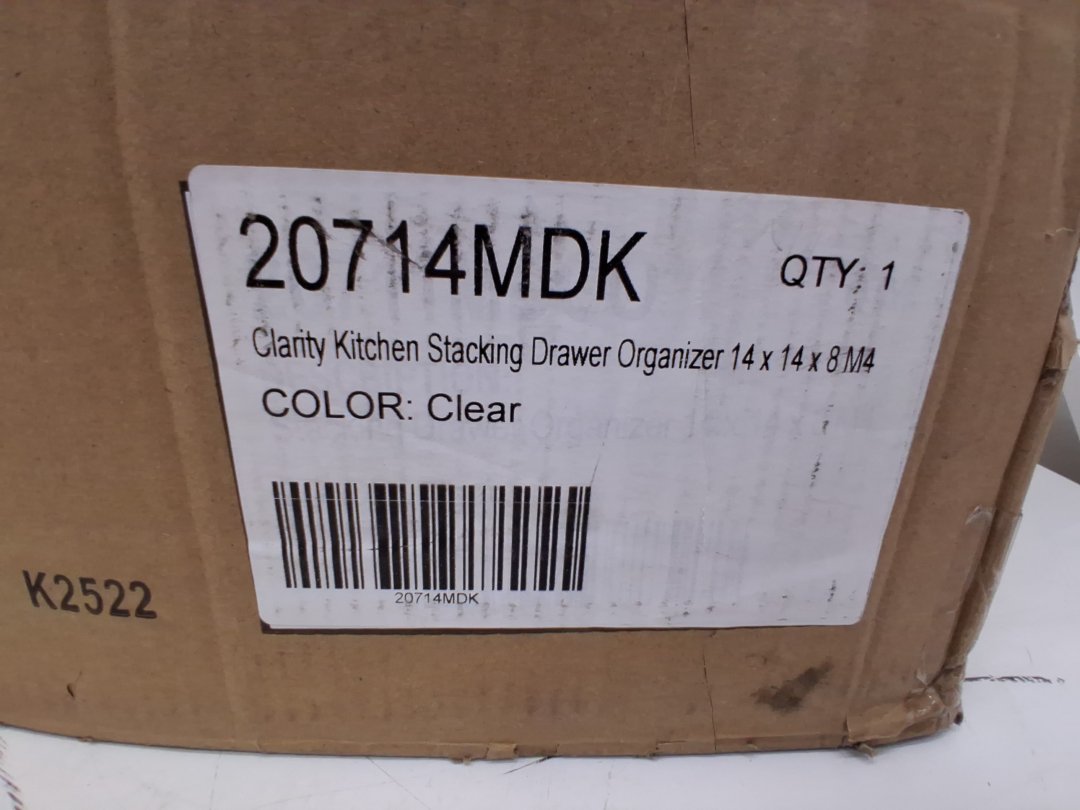 20714MDK
QTY: 1
Clarity Kitchen Stacking Drawer Organizer 14 x 14 x 8 M4
COLOR: Clear
20714MDK
K2522